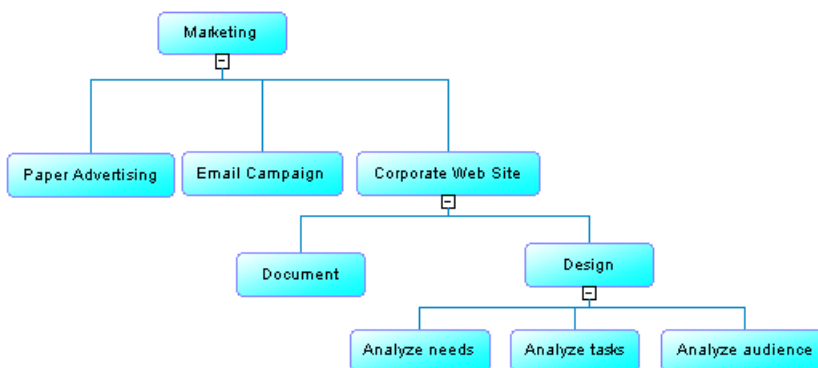 Marketing
Paper Advertising
Email Campaign
Corporate Web Site
Document
Design
Analyze needs
Analyze tasks
Analyze audience